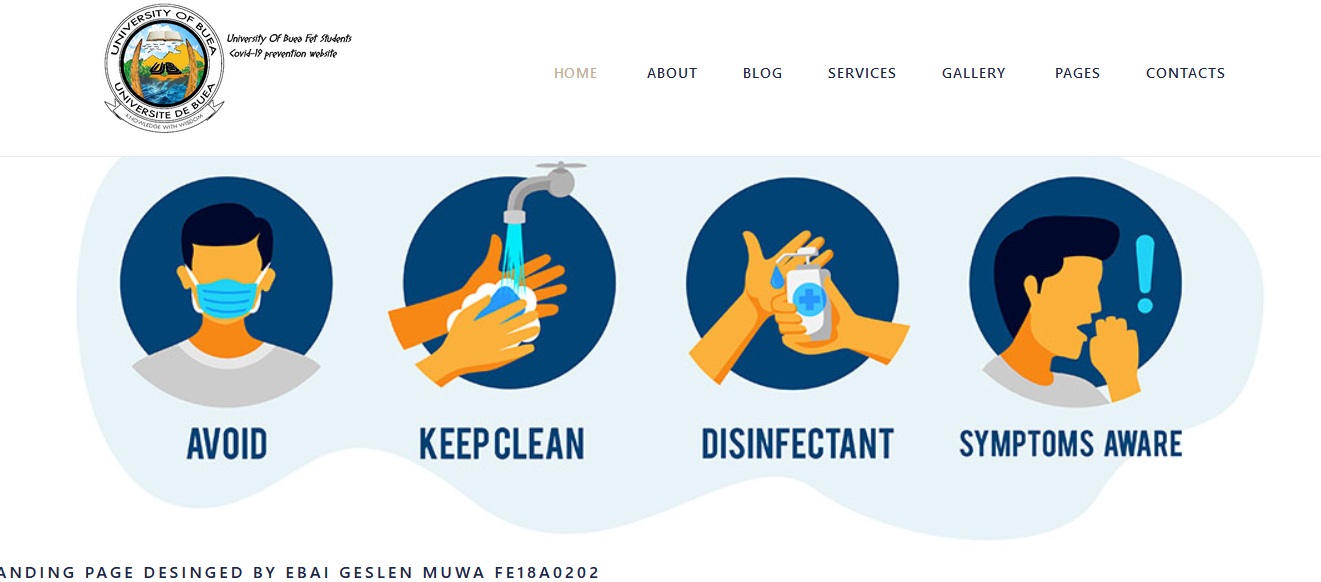 UNIVERSITY OF BUEA
UNIVERSITE DE BUEA
KNOWLEDGE WITH WISDOM
University Of Buea Fet Students
Covid-19 prevention website
HOME ABOUT BLOG SERVICES GALLERY PAGES CONTACTS
AVOID KEEP CLEAN DISINFECTANT SYMPTOMS AWARE
ANDING PAGE DESINGED BY EBAI GESLEN MUWA FE18A0202